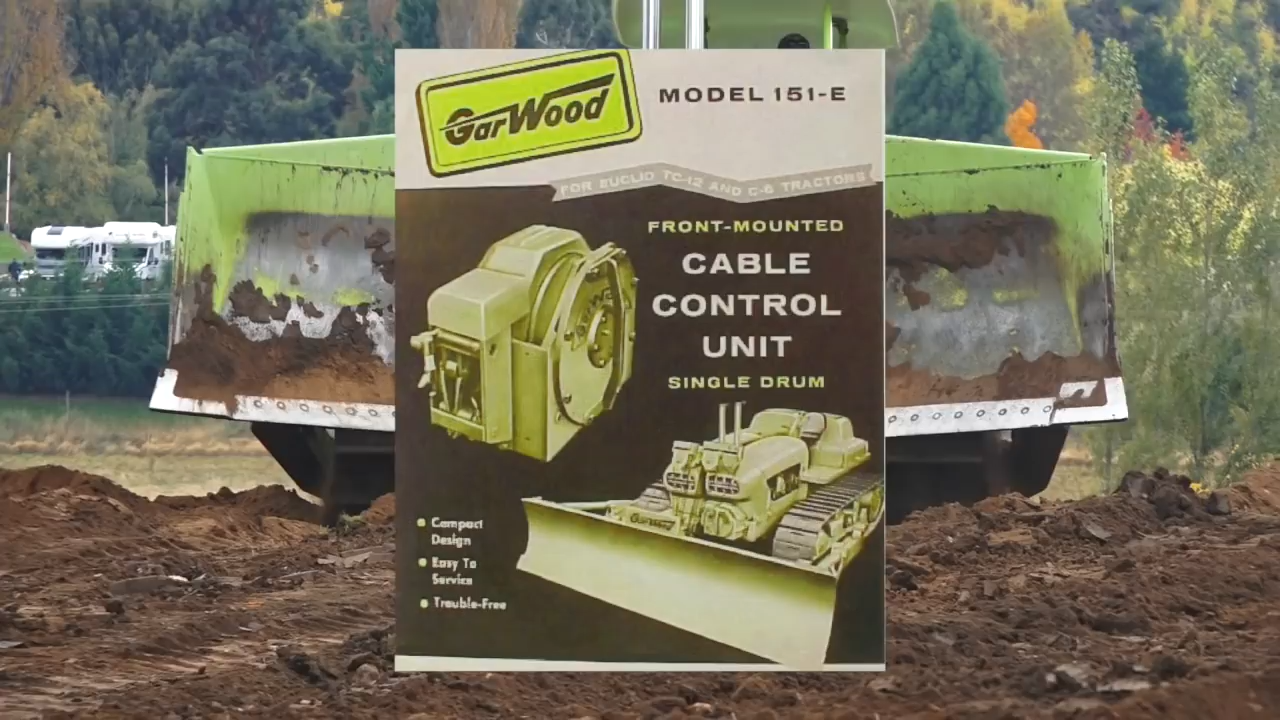 GarWood
MODEL 151-E
FOR EUCLID TC-12 AND C-6 TRACTORS
FRONT-MOUNTED
CABLE
CONTROL
UNIT
SINGLE DRUM
Compact
Design
Easy To
Service
Trouble-Free
GarWood